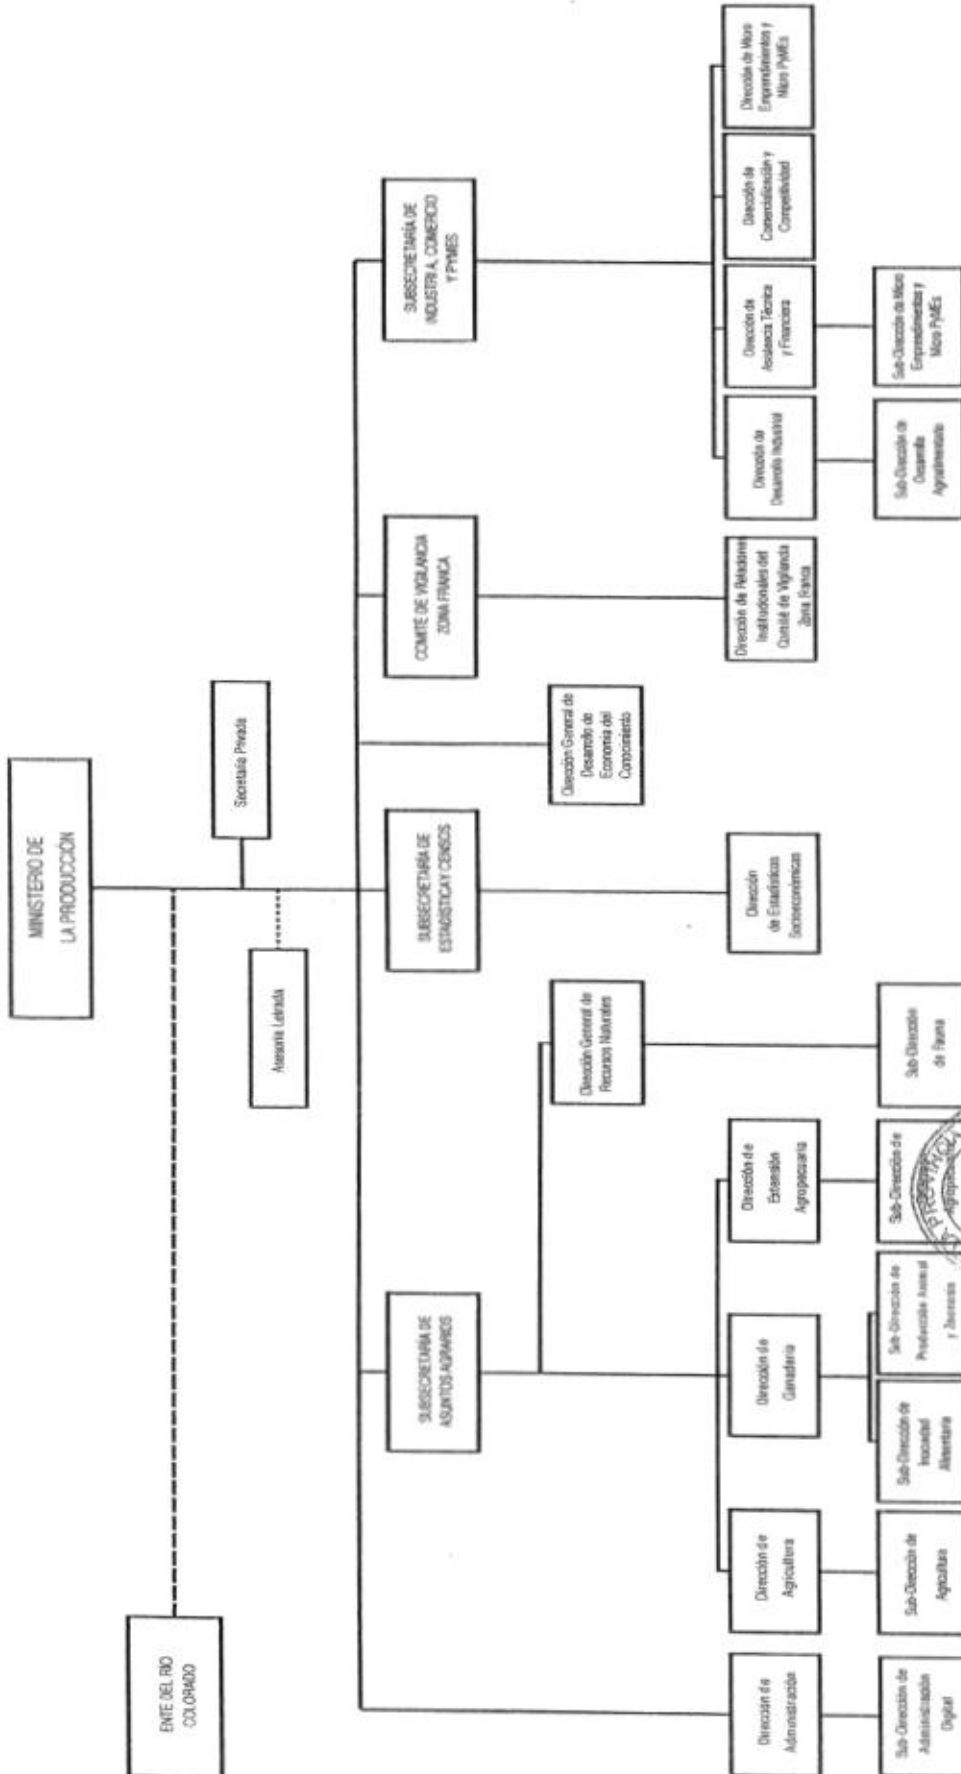 MINISTERIO DE
LA PRODUCCIÓN
ENTE DEL RÍO
COLORADO
Secretaría Privada
Asesoría Letrada
SUBSECRETARÍA DE
ASUNTOS AGRARIOS
SUBSECRETARÍA DE
ESTADISTICA Y CENSOS
COMITÉ DE VIGILANCIA
ZONA FRANCA
SUBSECRETARÍA DE
INDUSTRIA, COMERCIO
Y PYMES
Dirección General de
Recursos Naturales
Dirección General de
Desarrollo de
Economía del
Conocimiento
Dirección de
Administración
Dirección de
Agricultura
Dirección de
Ganadería
Dirección de
Extensión
Agropecuaria
Dirección
de Estadísticas
Socioeconómicas
Dirección de Relaciones
Institucionales del
Comité de Vigilancia
Zona Franca
Dirección de
Desarrollo Industrial
Dirección de
Asistencia Técnica
y Financiera
Dirección de
Comercialización y
Competitividad
Dirección de Micro
Emprendimientos y
Micro PyMEs
Sub-Dirección de
Administración
Digital
Sub-Dirección de
Agricultura
Sub-Dirección de
Inocuidad
Alimentaria
Sub-Dirección de
Producción Animal
y Zoonosis
Sub-Dirección de
Agropecuaria
Sub-Dirección
de Fauna
Sub-Dirección de
Desarrollo
Agroalimentario
Sub-Dirección de Micro
Emprendimientos y
Micro PyMEs